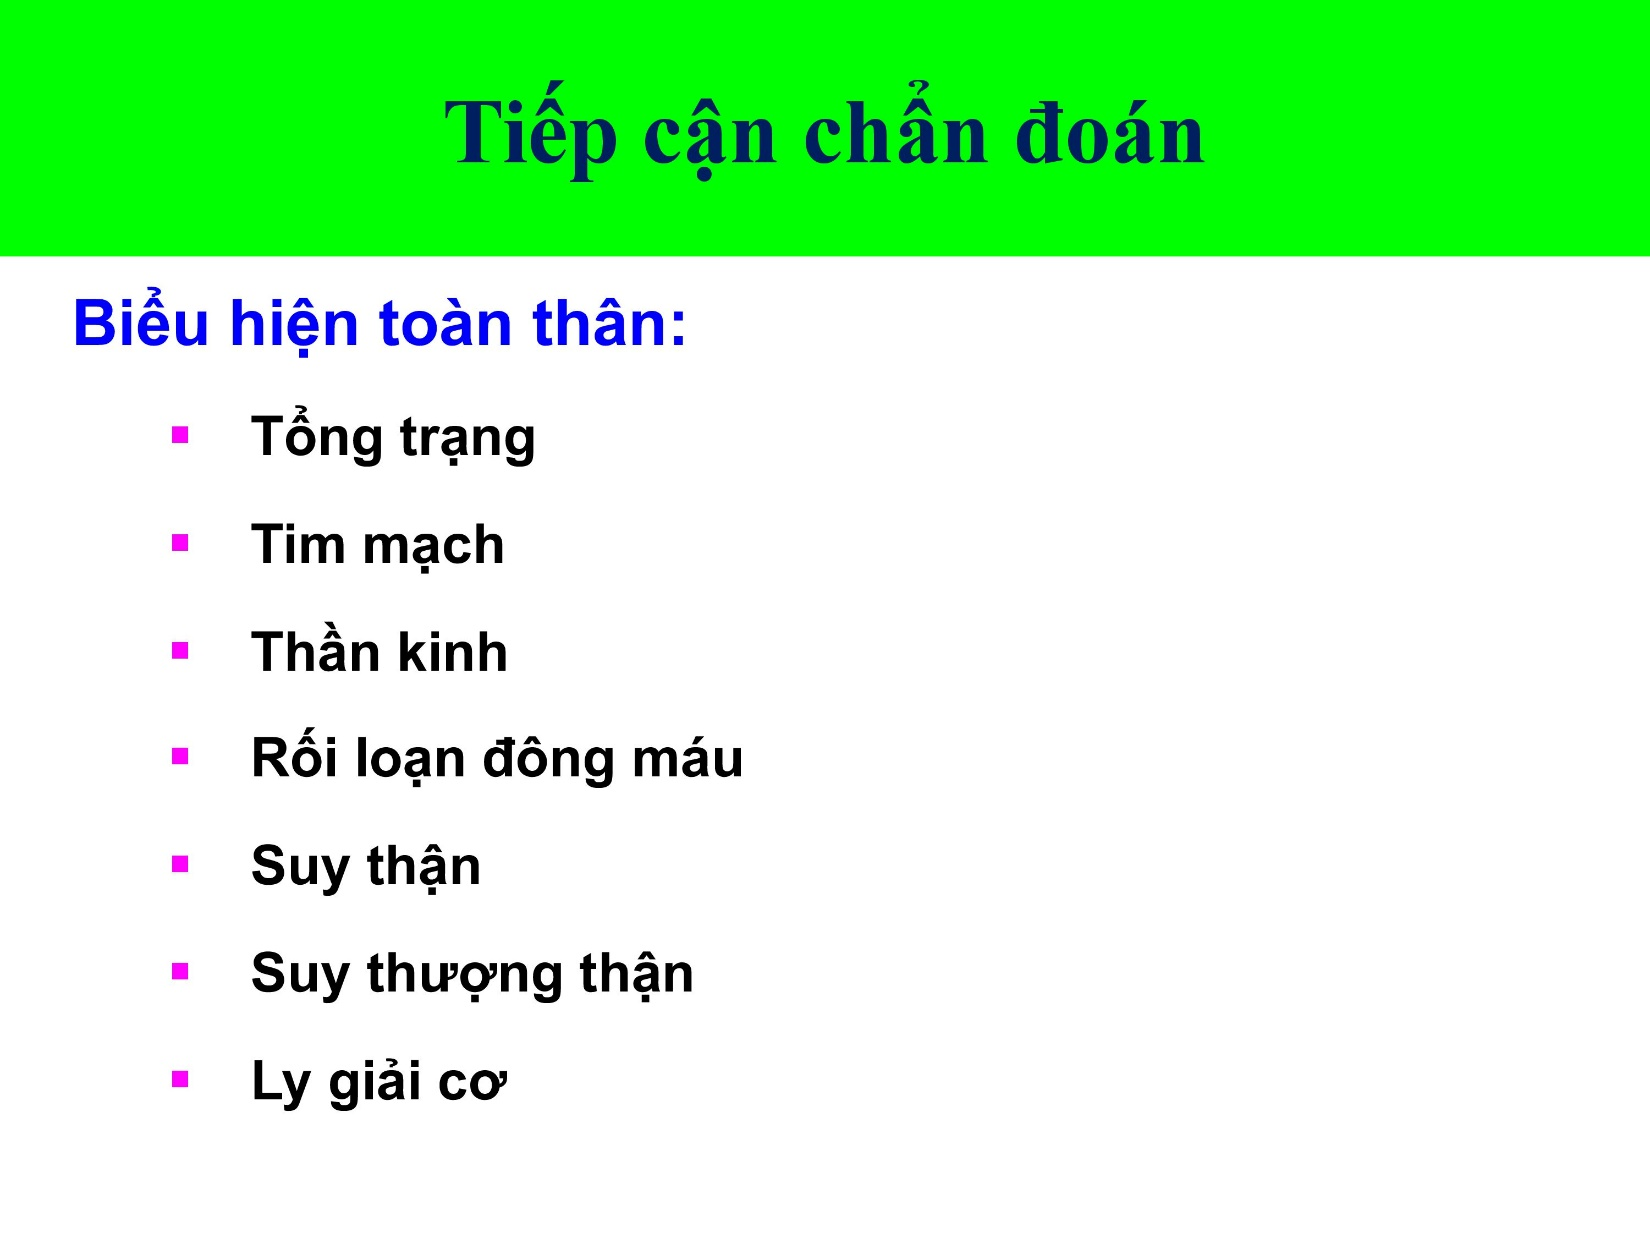 Tiếp cận chẩn đoán
Biểu hiện toàn thân:
▪ Tổng trạng
▪ Tim mạch
▪ Thần kinh
▪ Rối loạn đông máu
▪ Suy thận
▪ Suy thượng thận
▪ Ly giải cơ